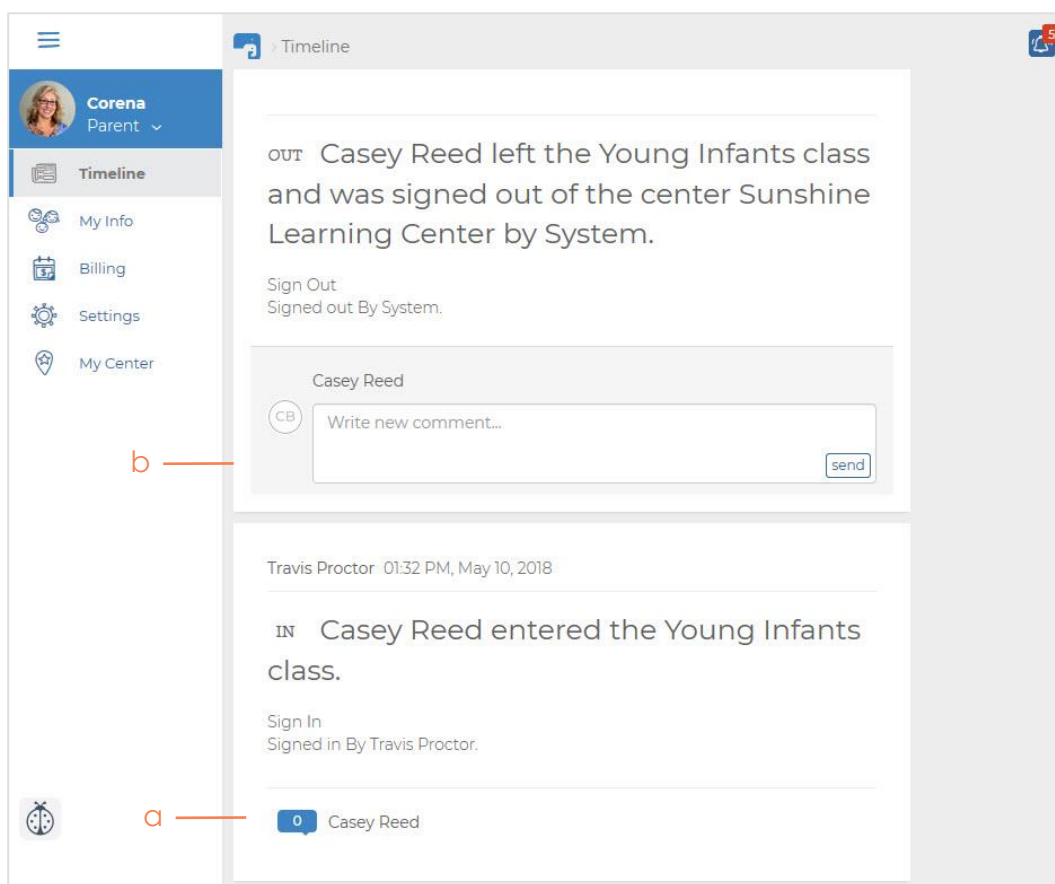 › Timeline
5
Corena
Parent
Timeline
My Info
Billing
Settings
My Center
OUT Casey Reed left the Young Infants class
and was signed out of the center Sunshine
Learning Center by System.
Sign Out
Signed out By System.
Casey Reed
CB
Write new comment...
send
b
Travis Proctor 01:32 PM, May 10, 2018
IN Casey Reed entered the Young Infants
class.
Sign In
Signed in By Travis Proctor.
a
0 Casey Reed